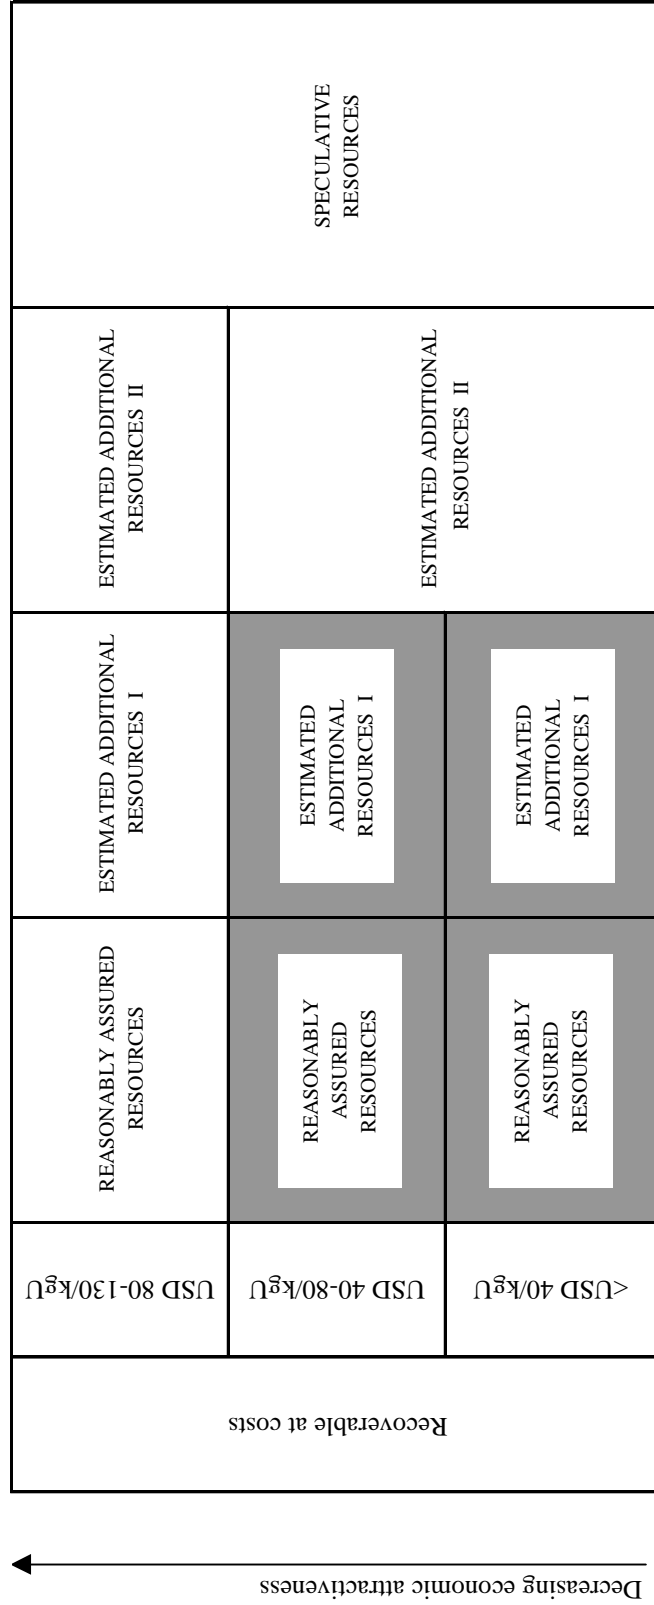 Decreasing economic attractiveness
Recoverable at costs
<USD 40/kgU
USD 40-80/kgU
USD 80-130/kgU
REASONABLY
ASSURED
RESOURCES
ESTIMATED
ADDITIONAL
RESOURCES I
REASONABLY
ASSURED
RESOURCES
ESTIMATED
ADDITIONAL
RESOURCES I
ESTIMATED ADDITIONAL
RESOURCES II
REASONABLY ASSURED
RESOURCES
ESTIMATED ADDITIONAL
RESOURCES I
ESTIMATED ADDITIONAL
RESOURCES II
SPECULATIVE
RESOURCES